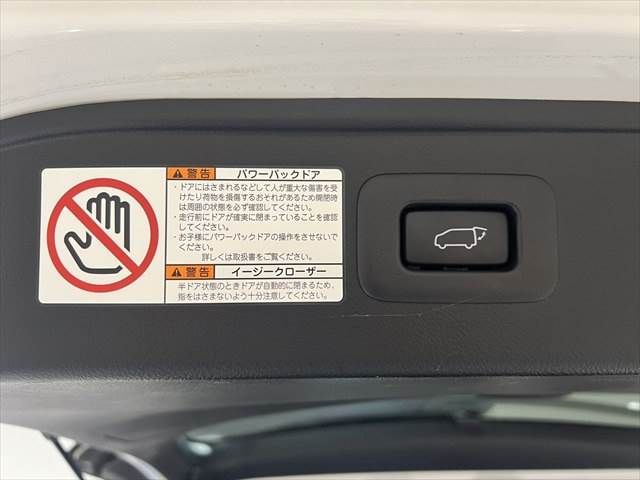 警告 パワーバックドア
・ドアにはさまれるなどして人が重大な傷害を受
けたり荷物を損傷するおそれがあるため開閉時
は周囲の状態を必ず確認してください。
・走行前にドアが確実に閉まっていることを確認
してください。
・お子様にパワーバックドアの操作をさせないで
ください。
詳しくは取扱書をご覧ください。
警告 イージークローザー
半ドア状態のときドアが自動的に閉まるため、
指をはさまないよう十分注意してください。